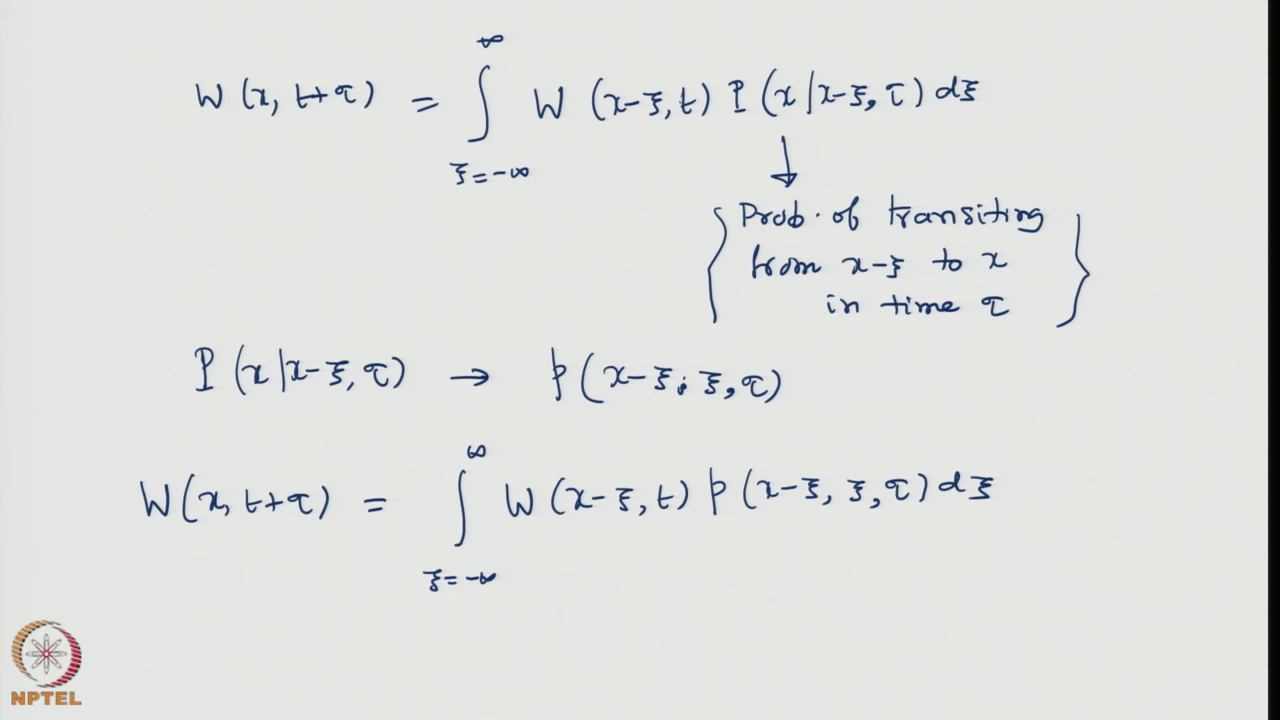 W (x, t+τ) = ∫_{ξ=-∞}^{∞} W (x-ξ, t) P (x | x-ξ, τ) dξ
↓
{ Prob. of transiting
from x-ξ to x
in time τ }
P (x | x-ξ, τ) → p (x-ξ; ξ, τ)
W(x, t+τ) = ∫_{ξ=-∞}^{∞} W (x-ξ, t) p (x-ξ, ξ, τ) dξ
NPTEL